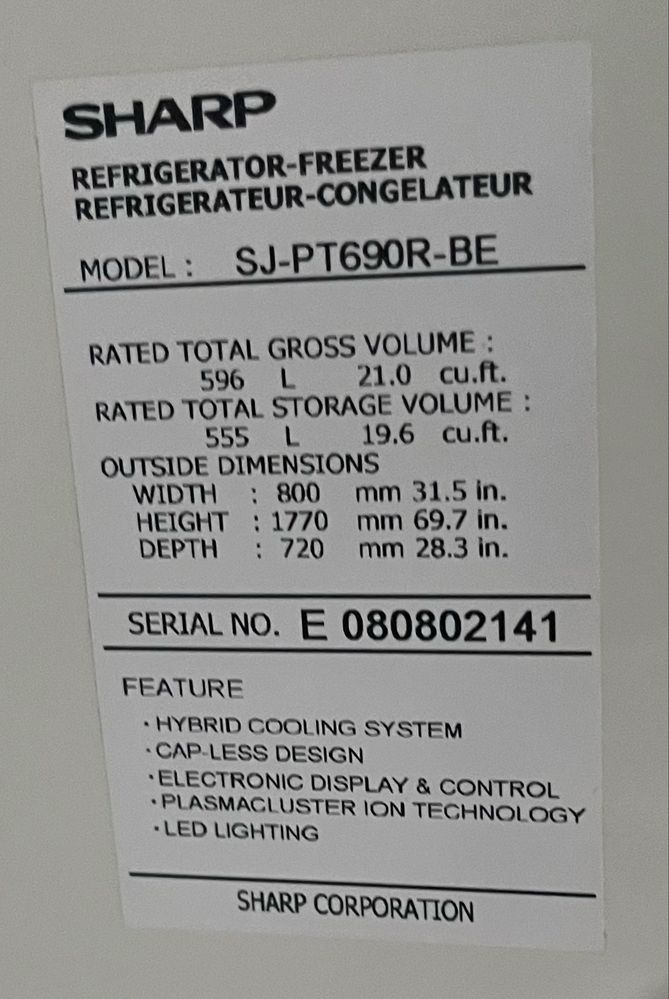 SHARP
REFRIGERATOR-FREEZER
REFRIGERATEUR-CONGELATEUR
MODEL : SJ-PT690R-BE
RATED TOTAL GROSS VOLUME :
596 L 21.0 cu.ft.
RATED TOTAL STORAGE VOLUME :
555 L 19.6 cu.ft.
OUTSIDE DIMENSIONS
WIDTH : 800 mm 31.5 in.
HEIGHT : 1770 mm 69.7 in.
DEPTH : 720 mm 28.3 in.
SERIAL NO. E 080802141
FEATURE
· HYBRID COOLING SYSTEM
· CAP-LESS DESIGN
· ELECTRONIC DISPLAY & CONTROL
· PLASMACLUSTER ION TECHNOLOGY
· LED LIGHTING
SHARP CORPORATION